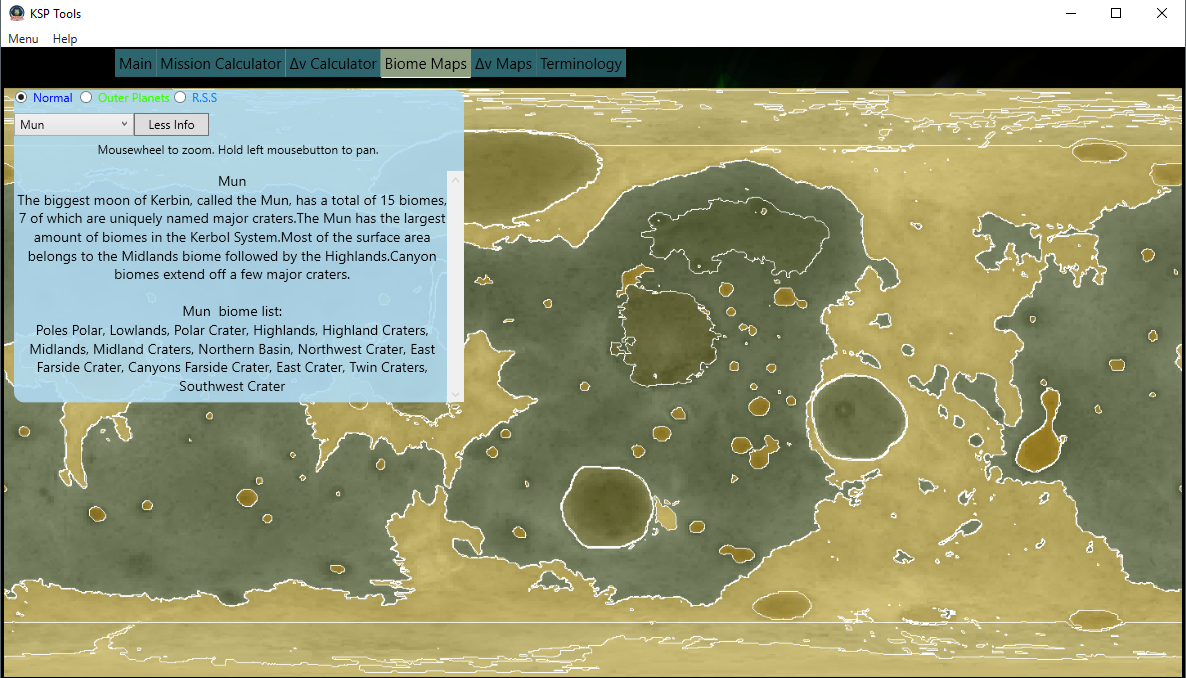 KSP Tools
Menu Help
Main Mission Calculator Δv Calculator Biome Maps Δv Maps Terminology
Normal Outer Planets R.S.S
Mun Less Info
Mousewheel to zoom. Hold left mousebutton to pan.
Mun
The biggest moon of Kerbin, called the Mun, has a total of 15 biomes,
7 of which are uniquely named major craters.The Mun has the largest
amount of biomes in the Kerbol System.Most of the surface area
belongs to the Midlands biome followed by the Highlands.Canyon
biomes extend off a few major craters.
Mun biome list:
Poles Polar, Lowlands, Polar Crater, Highlands, Highland Craters,
Midlands, Midland Craters, Northern Basin, Northwest Crater, East
Farside Crater, Canyons Farside Crater, East Crater, Twin Craters,
Southwest Crater